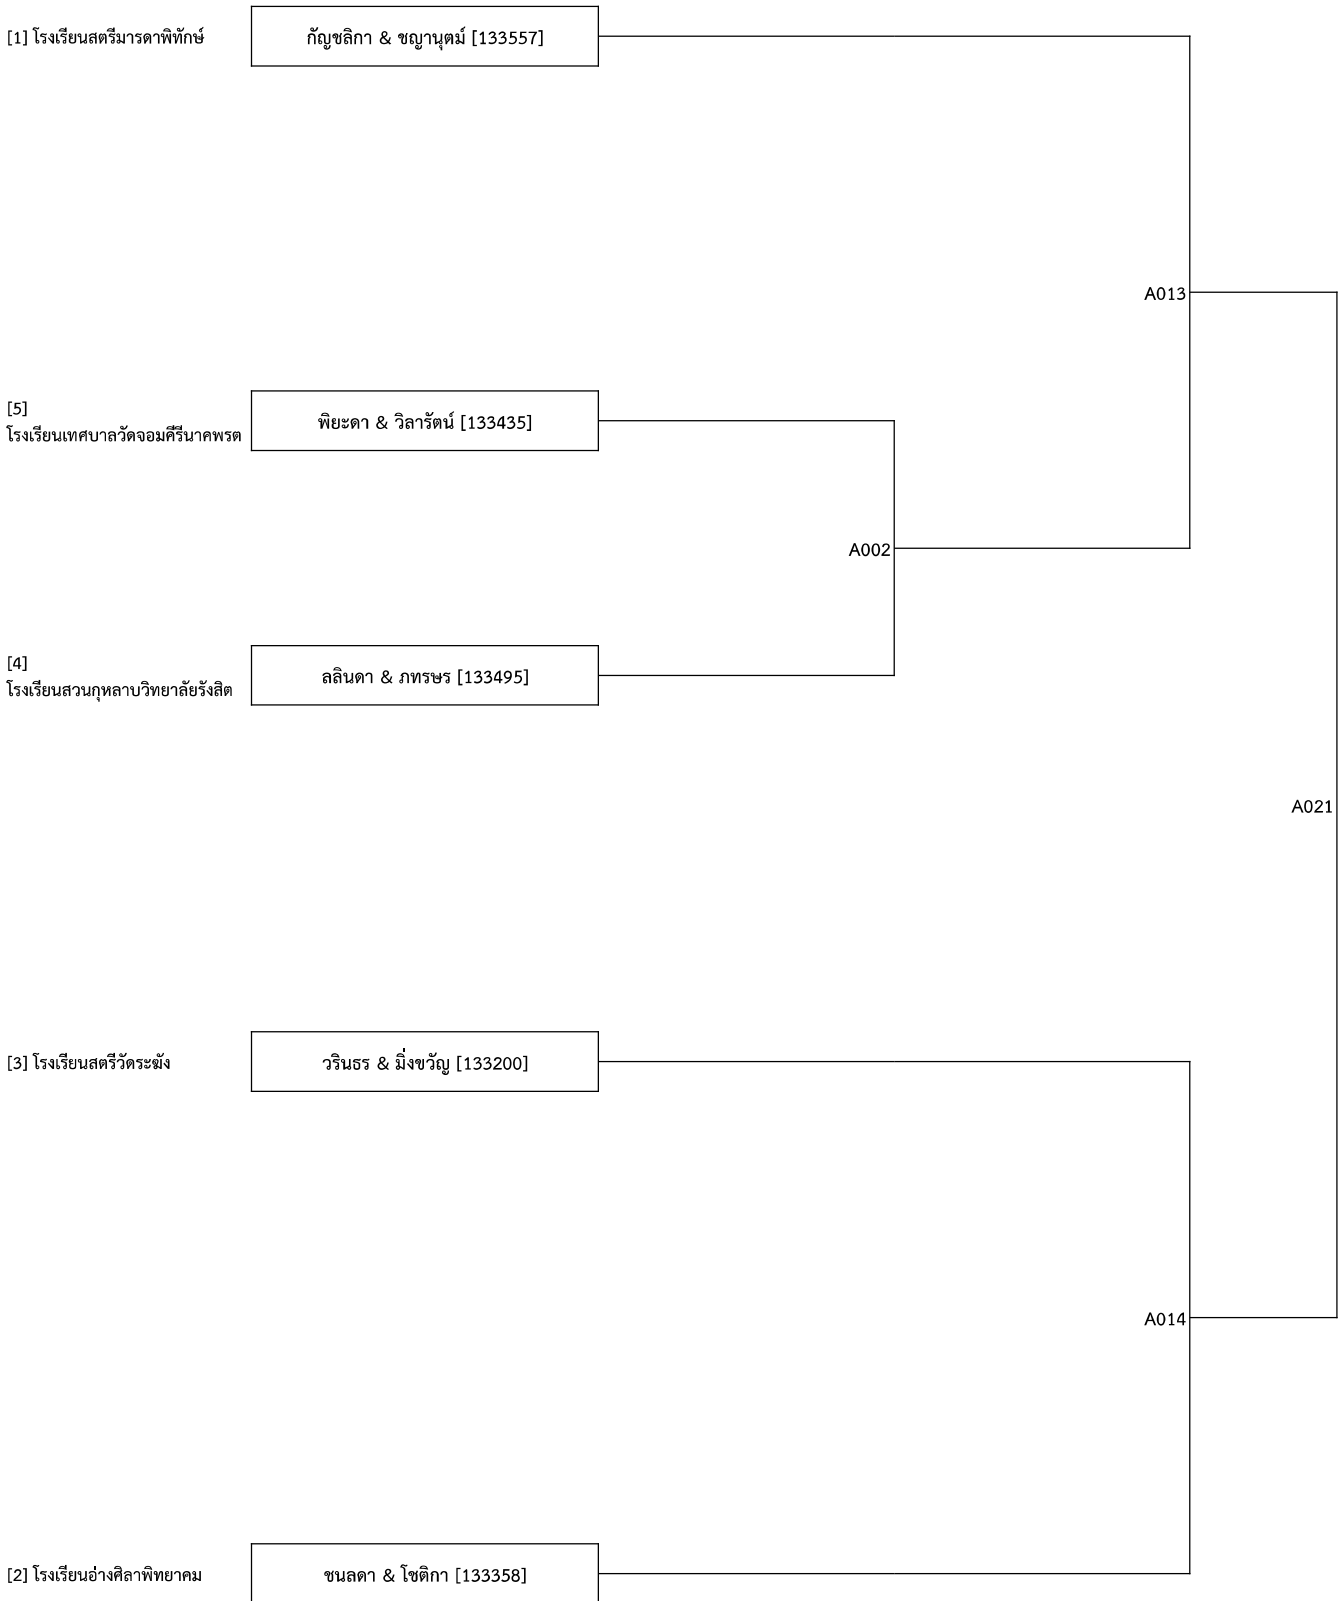 [1] โรงเรียนสตรีมารดาพิทักษ์
กัญชลิกา & ชญานุตม์ [133557]
A013
[5]
โรงเรียนเทศบาลวัดจอมคีรีนาคพรต
พิยะดา & วิลารัตน์ [133435]
A002
[4]
โรงเรียนสวนกุหลาบวิทยาลัยรังสิต
ลลินดา & ภทรษร [133495]
A021
[3] โรงเรียนสตรีวัดระฆัง
วรินธร & มิ่งขวัญ [133200]
A014
[2] โรงเรียนอ่างศิลาพิทยาคม
ชนลดา & โชติกา [133358]